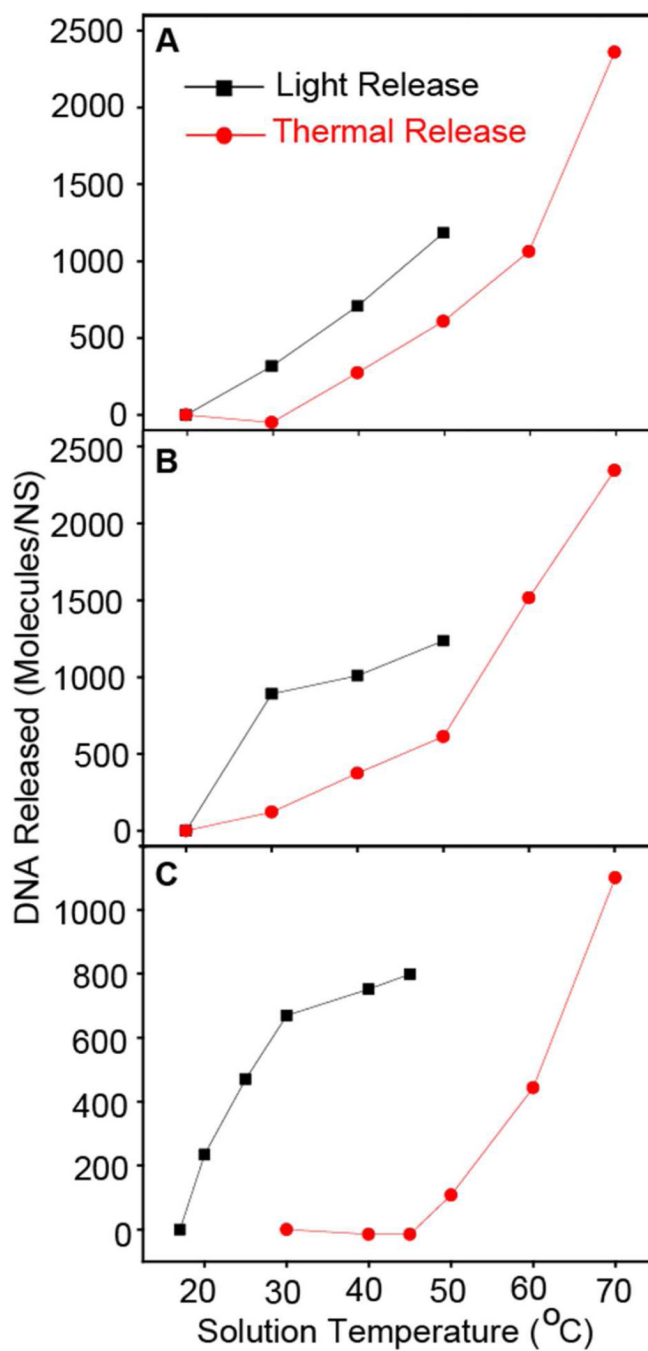 A
2500
2000
1500
1000
500
0
Light Release
Thermal Release
B
2500
2000
1500
1000
500
0
C
1000
800
600
400
200
0
20 30 40 50 60 70
Solution Temperature (°C)
DNA Released (Molecules/NS)